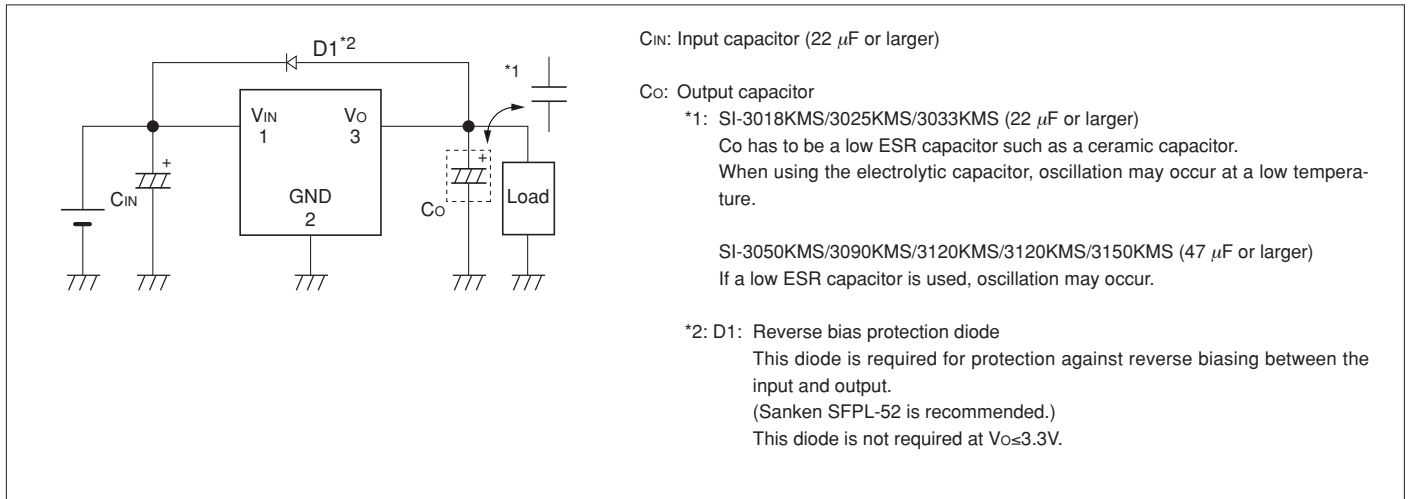 D1*2
*1
VIN
1
VO
3
GND
2
+
CIN
+
CO
Load
CIN: Input capacitor (22 μF or larger)
CO: Output capacitor
*1: SI-3018KMS/3025KMS/3033KMS (22 μF or larger)
Co has to be a low ESR capacitor such as a ceramic capacitor.
When using the electrolytic capacitor, oscillation may occur at a low tempera-
ture.
SI-3050KMS/3090KMS/3120KMS/3120KMS/3150KMS (47 μF or larger)
If a low ESR capacitor is used, oscillation may occur.
*2: D1: Reverse bias protection diode
This diode is required for protection against reverse biasing between the
input and output.
(Sanken SFPL-52 is recommended.)
This diode is not required at VO≤3.3V.